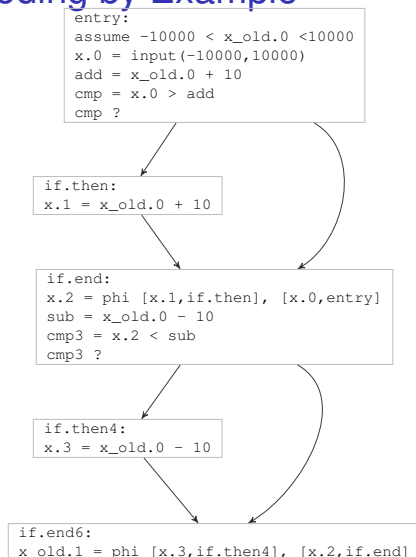 by Example
entry:
assume −10000 < x_old.0 <10000
x.0 = input(−10000,10000)
add = x_old.0 + 10
cmp = x.0 > add
cmp ?
if.then:
x.1 = x_old.0 + 10
if.end:
x.2 = phi [x.1,if.then], [x.0,entry]
sub = x_old.0 − 10
cmp3 = x.2 < sub
cmp3 ?
if.then4:
x.3 = x_old.0 − 10
if.end6:
x_old.1 = phi [x.3,if.then4], [x.2,if.end]